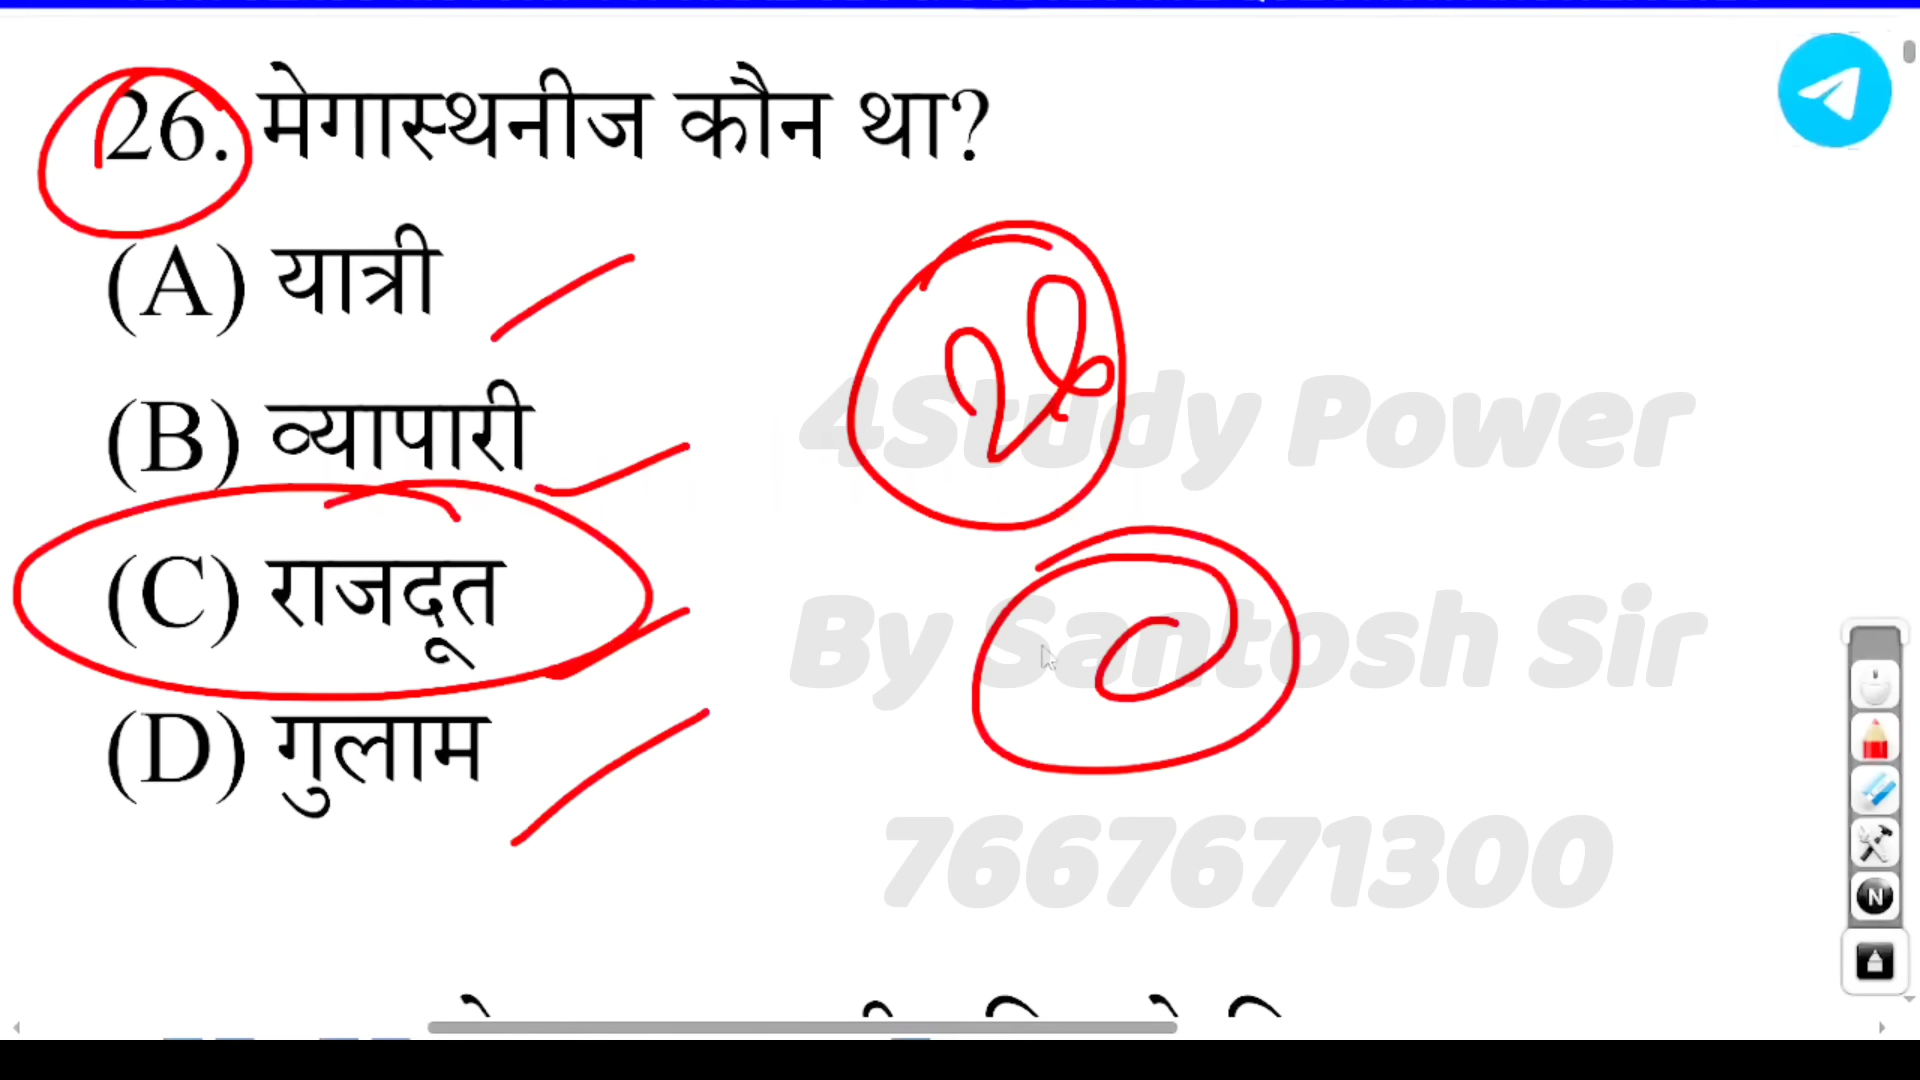 26. मेगास्थनीज कौन था?
(A) यात्री
(B) व्यापारी
(C) राजदूत
(D) गुलाम
4Study Power
By Santosh Sir
7667671300
N